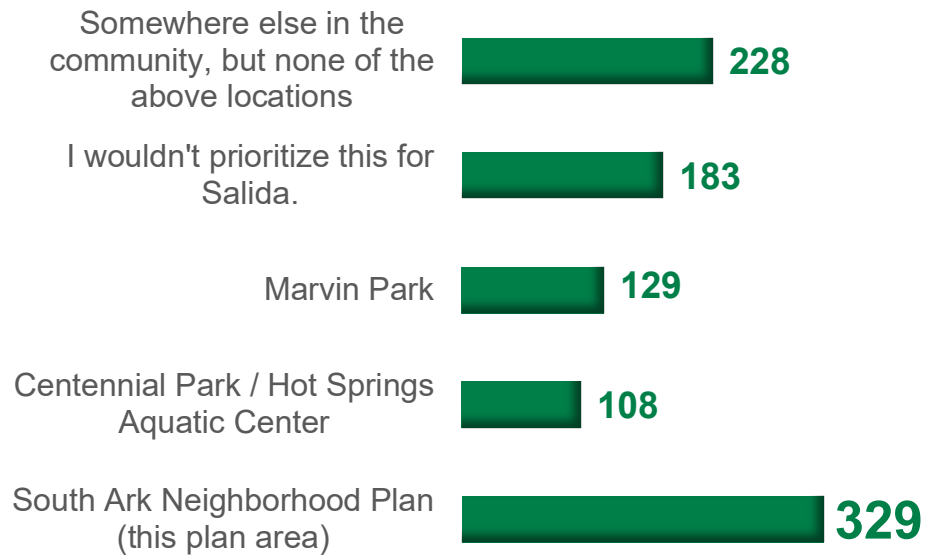 Somewhere else in the
community, but none of the
above locations
228
I wouldn't prioritize this for
Salida.
183
Marvin Park
129
Centennial Park / Hot Springs
Aquatic Center
108
South Ark Neighborhood Plan
(this plan area)
329